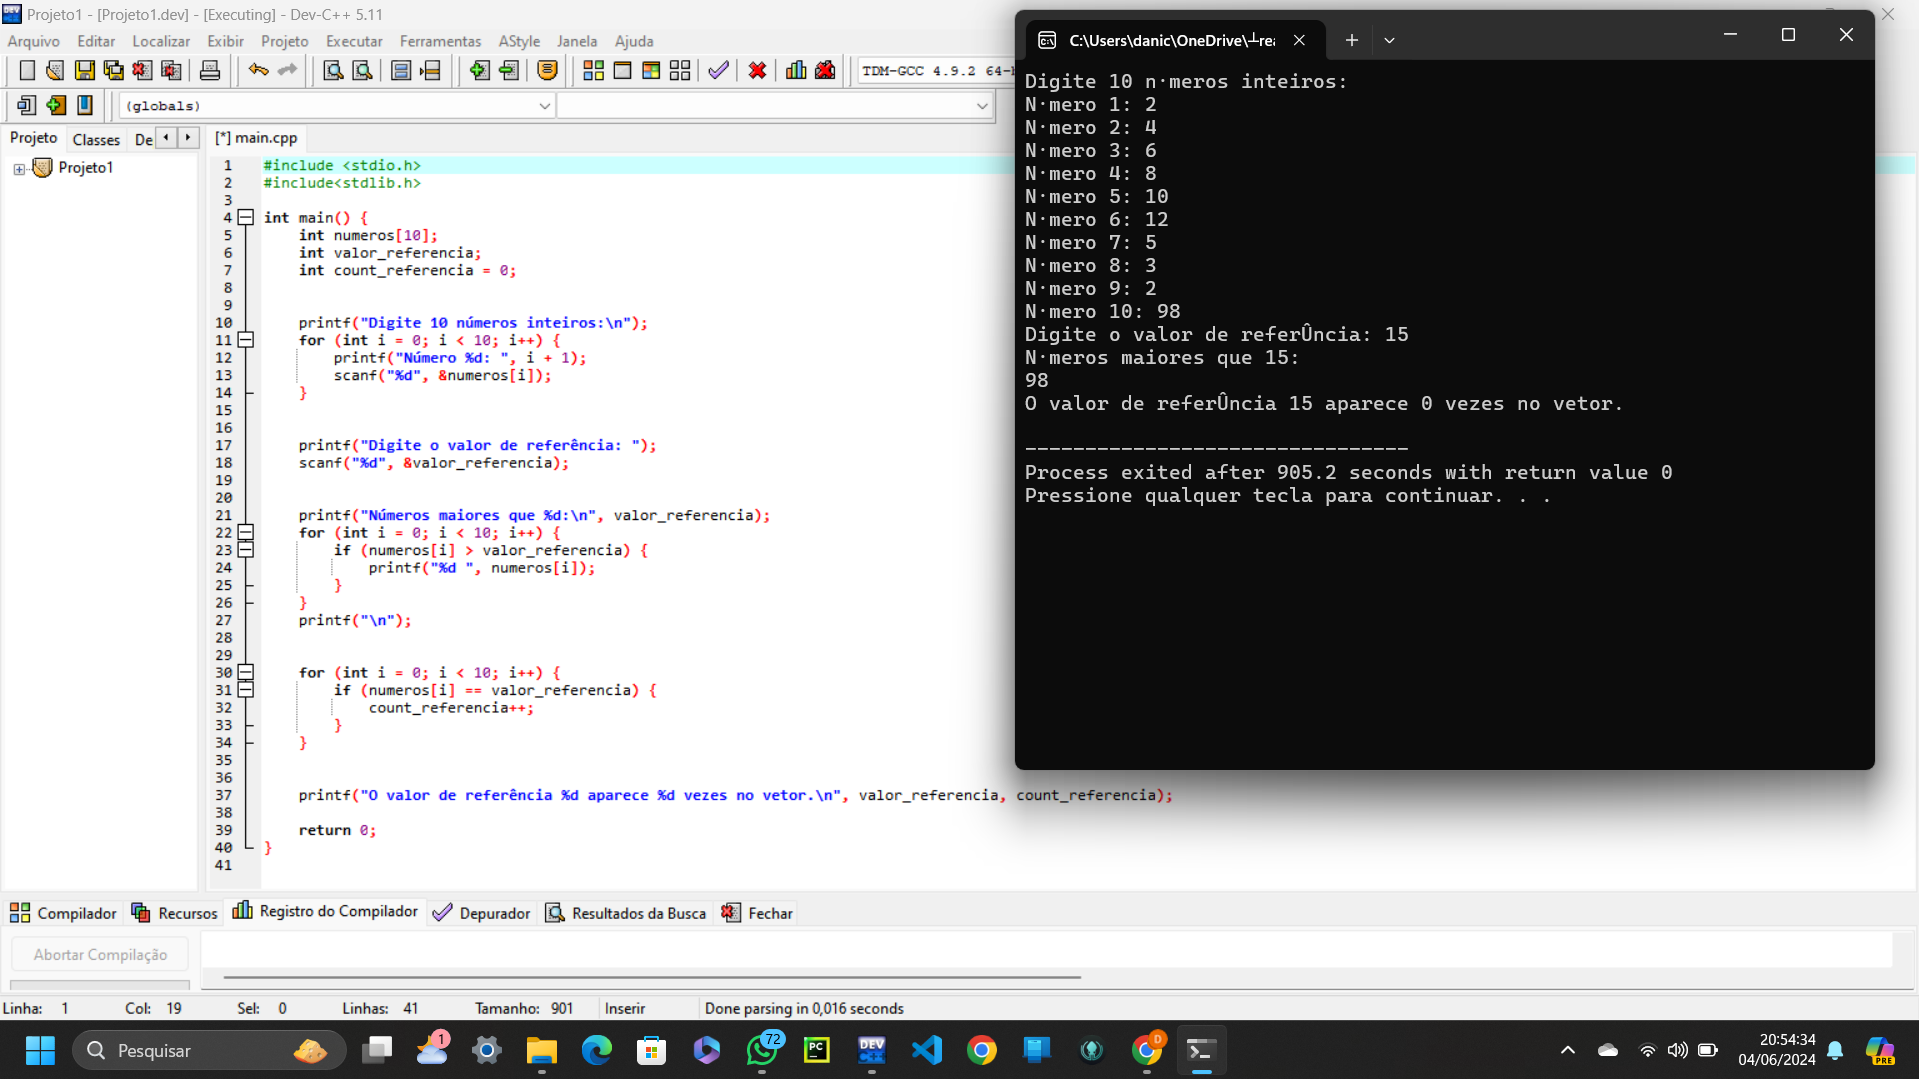 Projeto1 - [Projeto1.dev] - [Executing] - Dev-C++ 5.11
Arquivo Editar Localizar Exibir Projeto Executar Ferramentas AStyle Janela Ajuda
TDM-GCC 4.9.2 64-
(globals)
Projeto Classes De
[*] main.cpp
Projeto1
1 #include <stdio.h>
2 #include<stdlib.h>
3
4 int main() {
5 int numeros[10];
6 int valor_referencia;
7 int count_referencia = 0;
8
9
10 printf("Digite 10 números inteiros:\n");
11 for (int i = 0; i < 10; i++) {
12 printf("Número %d: ", i + 1);
13 scanf("%d", &numeros[i]);
14 }
15
16
17 printf("Digite o valor de referência: ");
18 scanf("%d", &valor_referencia);
19
20
21 printf("Números maiores que %d:\n", valor_referencia);
22 for (int i = 0; i < 10; i++) {
23 if (numeros[i] > valor_referencia) {
24 printf("%d ", numeros[i]);
25 }
26 }
27 printf("\n");
28
29
30 for (int i = 0; i < 10; i++) {
31 if (numeros[i] == valor_referencia) {
32 count_referencia++;
33 }
34 }
35
36
37 printf("O valor de referência %d aparece %d vezes no vetor.\n", valor_referencia, count_referencia);
38
39 return 0;
40 }
41
C:\Users\danic\OneDrive\┴rea
Digite 10 n·meros inteiros:
N·mero 1: 2
N·mero 2: 4
N·mero 3: 6
N·mero 4: 8
N·mero 5: 10
N·mero 6: 12
N·mero 7: 5
N·mero 8: 3
N·mero 9: 2
N·mero 10: 98
Digite o valor de referÛncia: 15
N·meros maiores que 15:
98
O valor de referÛncia 15 aparece 0 vezes no vetor.
--------------------------------
Process exited after 905.2 seconds with return value 0
Pressione qualquer tecla para continuar. . .
Compilador Recursos Registro do Compilador Depurador Resultados da Busca Fechar
Abortar Compilação
Linha: 1 Col: 19 Sel: 0 Linhas: 41 Tamanho: 901 Inserir Done parsing in 0,016 seconds
Pesquisar
1
72
PC
DEV
C++
D
20:54:34
04/06/2024
PRE